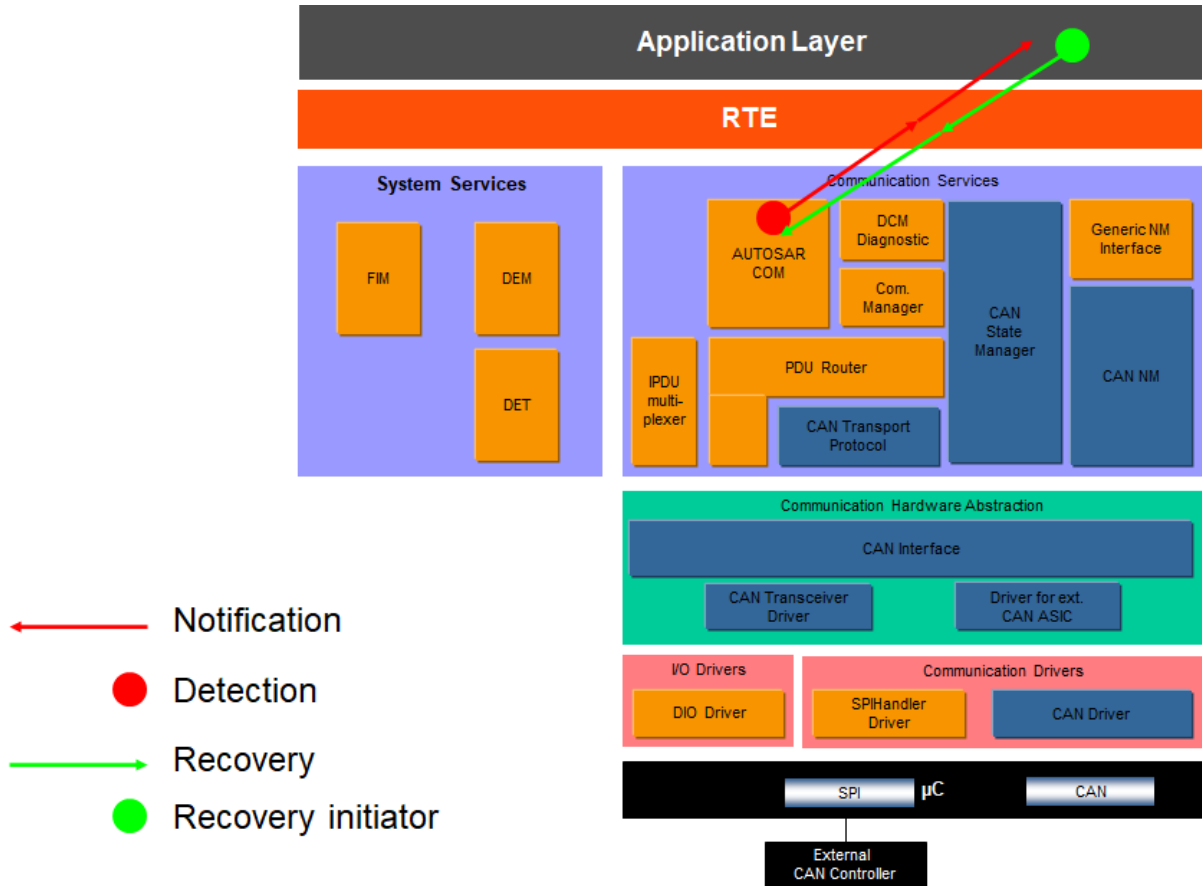 Application Layer
RTE
System Services
FIM
DEM
DET
Communication Services
AUTOSAR
COM
DCM
Diagnostic
Com.
Manager
CAN
State
Manager
Generic NM
Interface
CAN NM
IPDU
multi-
plexer
PDU Router
CAN Transport
Protocol
Communication Hardware Abstraction
CAN Interface
CAN Transceiver
Driver
Driver for ext.
CAN ASIC
I/O Drivers
DIO Driver
Communication Drivers
SPIHandler
Driver
CAN Driver
SPI
µC
CAN
External
CAN Controller
Notification
Detection
Recovery
Recovery initiator